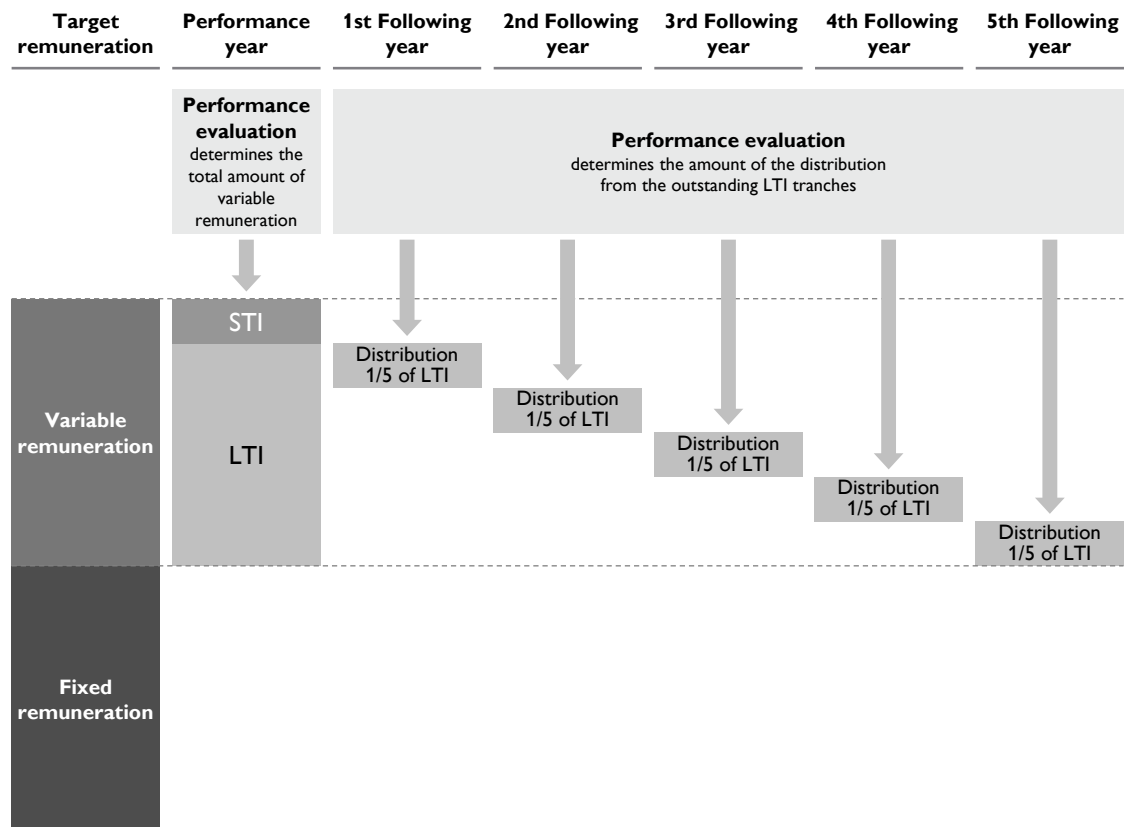 Target
remuneration
Performance
year
1st Following
year
2nd Following
year
3rd Following
year
4th Following
year
5th Following
year
Performance
evaluation
determines the
total amount of
variable
remuneration
Performance evaluation
determines the amount of the distribution
from the outstanding LTI tranches
Variable
remuneration
STI
LTI
Distribution
1/5 of LTI
Distribution
1/5 of LTI
Distribution
1/5 of LTI
Distribution
1/5 of LTI
Distribution
1/5 of LTI
Fixed
remuneration